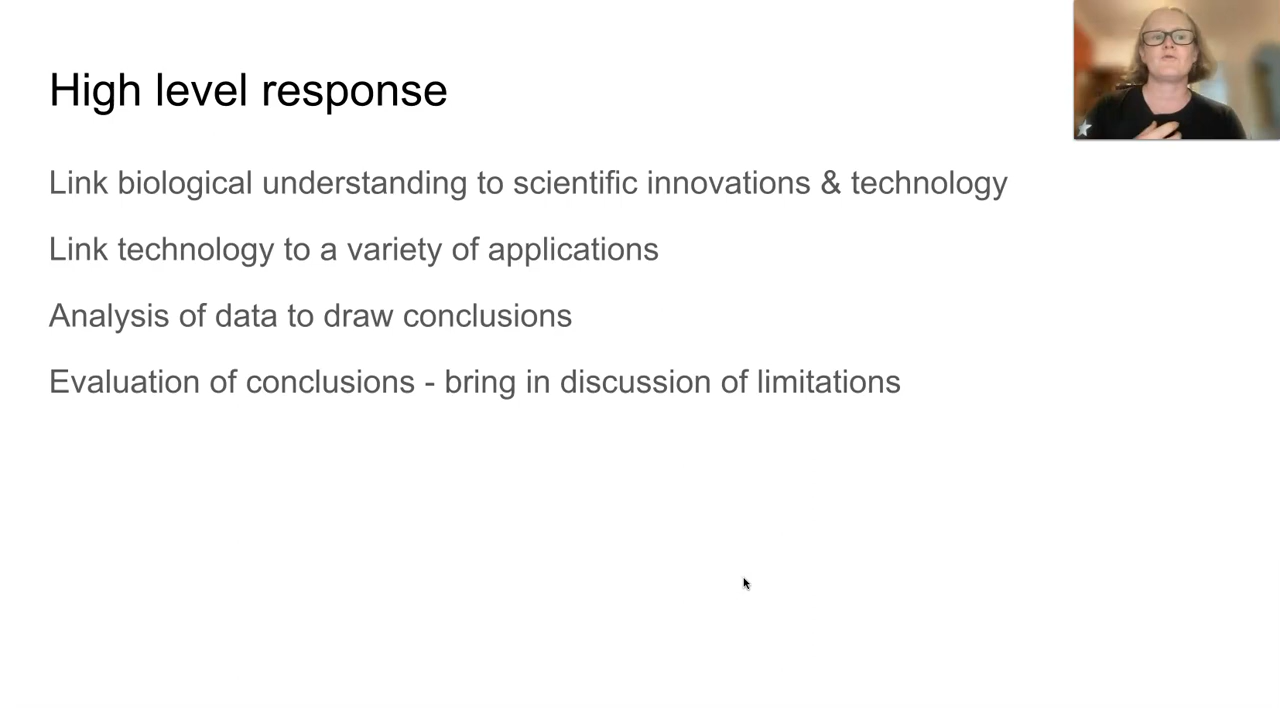 High level response
Link biological understanding to scientific innovations & technology
Link technology to a variety of applications
Analysis of data to draw conclusions
Evaluation of conclusions - bring in discussion of limitations